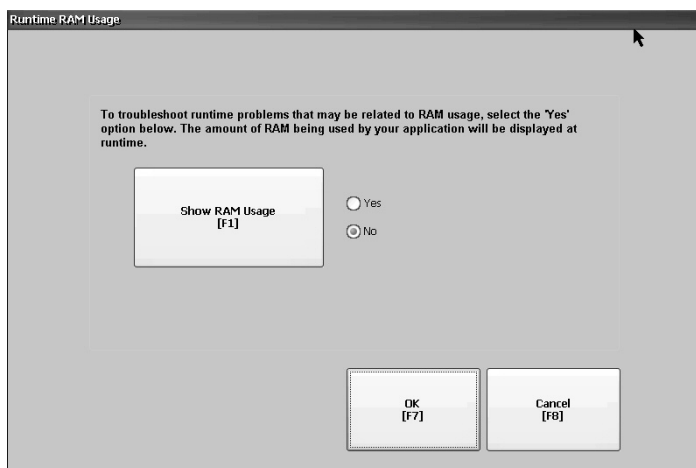 Runtime RAM Usage
To troubleshoot runtime problems that may be related to RAM usage, select the 'Yes'
option below. The amount of RAM being used by your application will be displayed at
runtime.
Show RAM Usage
[F1]
Yes
No
OK
[F7]
Cancel
[F8]